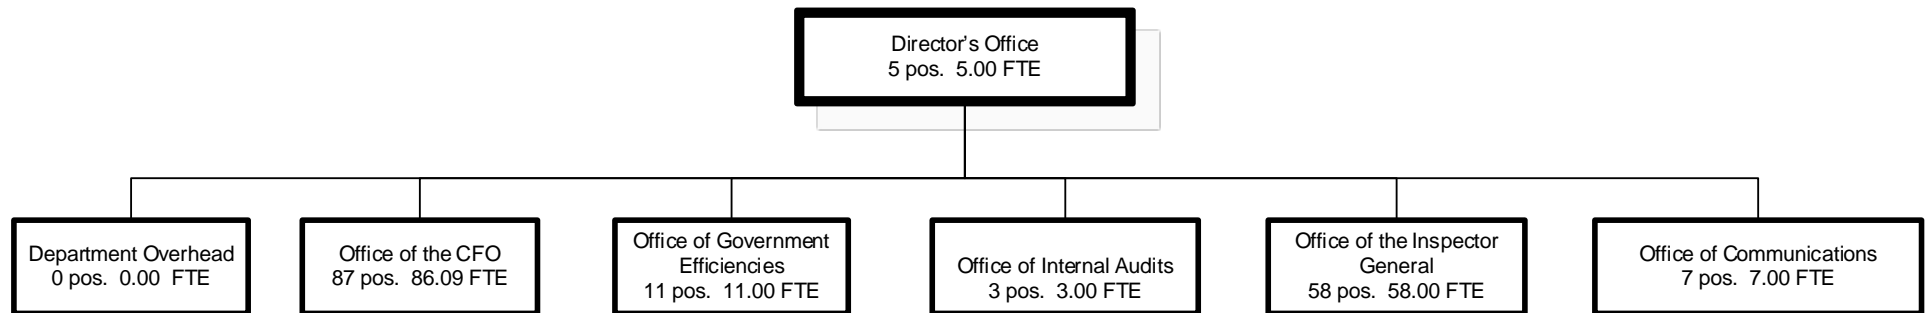 Director's Office
5 pos.  5.00 FTE
Department Overhead
0 pos.  0.00  FTE
Office of the CFO
87 pos.  86.09 FTE
Office of Government
Efficiencies
11 pos.  11.00 FTE
Office of Internal Audits
3 pos.  3.00 FTE
Office of the Inspector
General
58 pos.  58.00 FTE
Office of Communications
7 pos.  7.00 FTE